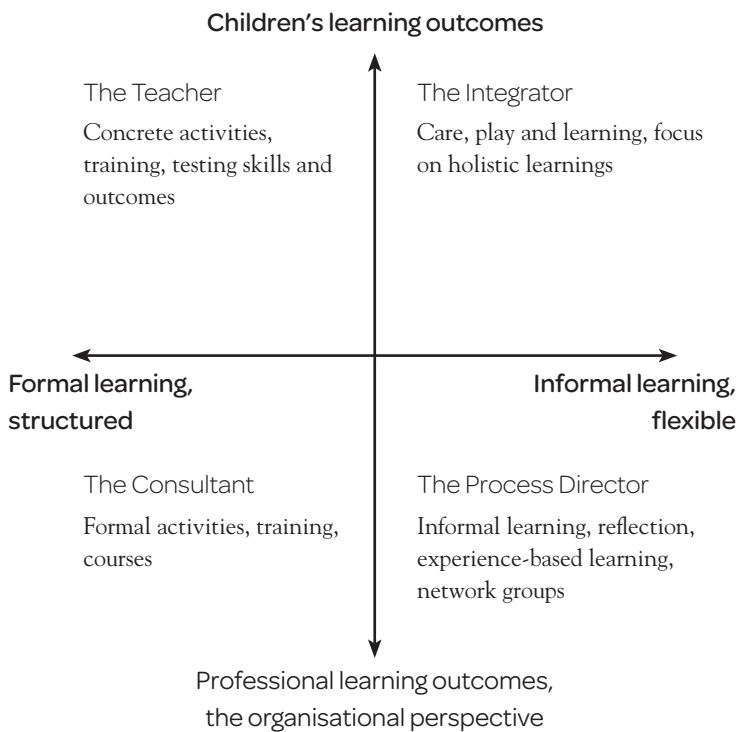 Children’s learning outcomes
The Teacher
Concrete activities,
training, testing skills and
outcomes
The Integrator
Care, play and learning, focus
on holistic learnings
Formal learning,
structured
Informal learning,
flexible
The Consultant
Formal activities, training,
courses
The Process Director
Informal learning, reflection,
experience-based learning,
network groups
Professional learning outcomes,
the organisational perspective